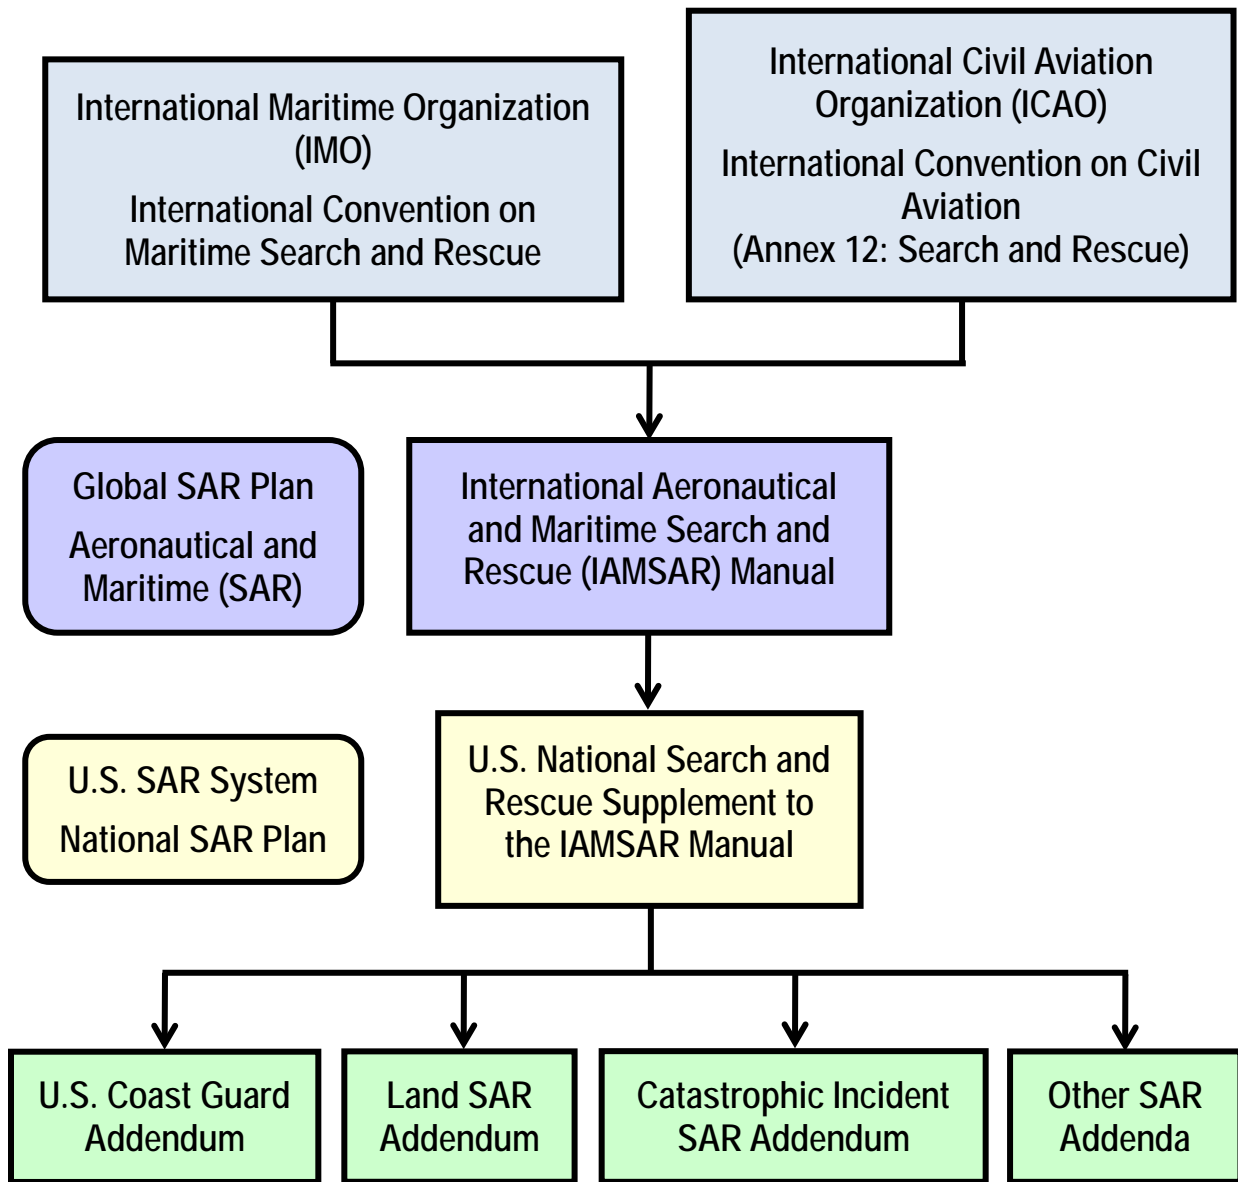 International Maritime Organization
(IMO)
International Convention on
Maritime Search and Rescue
International Civil Aviation
Organization (ICAO)
International Convention on Civil
Aviation
(Annex 12: Search and Rescue)
Global SAR Plan
Aeronautical and
Maritime (SAR)
International Aeronautical
and Maritime Search and
Rescue (IAMSAR) Manual
U.S. SAR System
National SAR Plan
U.S. National Search and
Rescue Supplement to
the IAMSAR Manual
U.S. Coast Guard
Addendum
Land SAR
Addendum
Catastrophic Incident
SAR Addendum
Other SAR
Addenda